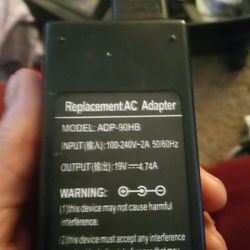 Replacement AC Adapter
MODEL: ADP-90HB
INPUT(输入): 100-240V~2A 50/60Hz
OUTPUT(输出): 19V⎓4.74A
WARNING:
(1)this device may not cause harmful
interference.
(2)this device must accept any interference